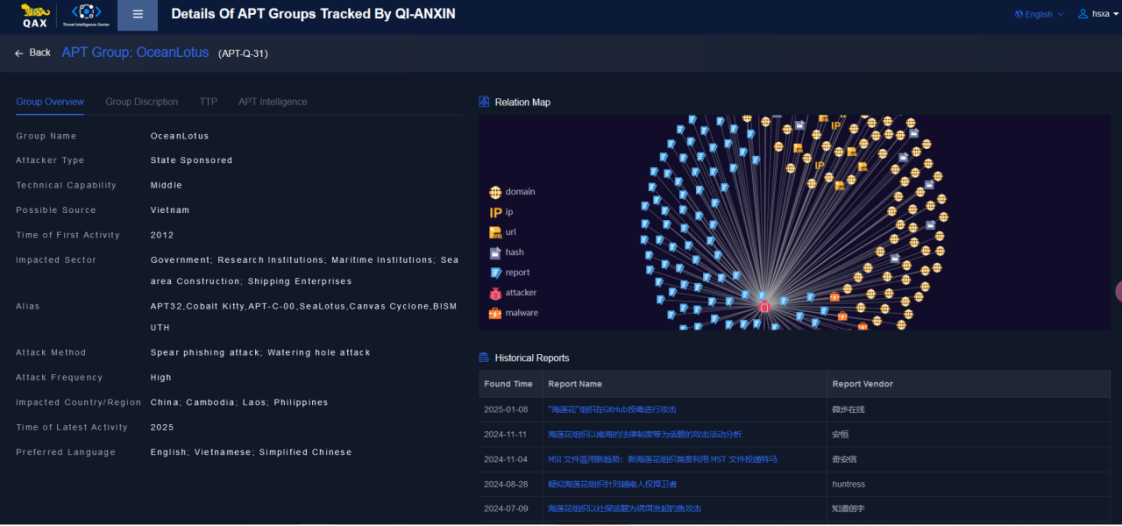 QAX
Threat Intelligence Center
Details Of APT Groups Tracked By QI-ANXIN
English
hsxa
Back APT Group: OceanLotus (APT-Q-31)
Group Overview Group Discription TTP APT Intelligence
Group Name OceanLotus
Attacker Type State Sponsored
Technical Capability Middle
Possible Source Vietnam
Time of First Activity 2012
Impacted Sector Government; Research Institutions; Maritime Institutions; Sea
area Construction; Shipping Enterprises
Alias APT32,Cobalt Kitty,APT-C-00,SeaLotus,Canvas Cyclone,BISM
UTH
Attack Method Spear phishing attack; Watering hole attack
Attack Frequency High
Impacted Country/Region China; Cambodia; Laos; Philippines
Time of Latest Activity 2025
Preferred Language English; Vietnamese; Simplified Chinese
Relation Map
IP
IP
domain
IP ip
url
hash
report
attacker
malware
Historical Reports
Found Time Report Name Report Vendor
2025-01-08 "海莲花"组织在GitHub投毒进行攻击 微步在线
2024-11-11 海莲花组织以南海的法律制度等为话题的攻击活动分析 安恒
2024-11-04 MSI 文件滥用新趋势：新海莲花组织首度利用 MST 文件投递特马 奇安信
2024-08-28 疑似海莲花组织针对越南人权捍卫者 huntress
2024-07-09 海莲花组织以社保话题为诱饵发起钓鱼攻击 知道创宇